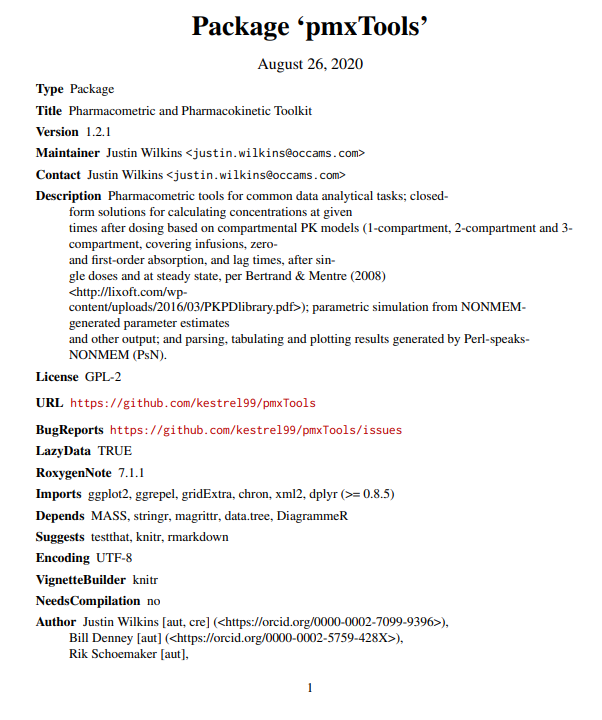 Package ‘pmxTools’
August 26, 2020
Type Package
Title Pharmacometric and Pharmacokinetic Toolkit
Version 1.2.1
Maintainer Justin Wilkins <justin.wilkins@occams.com>
Contact Justin Wilkins <justin.wilkins@occams.com>
Description Pharmacometric tools for common data analytical tasks; closed-
form solutions for calculating concentrations at given
times after dosing based on compartmental PK models (1-compartment, 2-compartment and 3-
compartment, covering infusions, zero-
and first-order absorption, and lag times, after sin-
gle doses and at steady state, per Bertrand & Mentre (2008)
<http://lixoft.com/wp-
content/uploads/2016/03/PKPDlibrary.pdf>); parametric simulation from NONMEM-
generated parameter estimates
and other output; and parsing, tabulating and plotting results generated by Perl-speaks-
NONMEM (PsN).
License GPL-2
URL https://github.com/kestrel99/pmxTools
BugReports https://github.com/kestrel99/pmxTools/issues
LazyData TRUE
RoxygenNote 7.1.1
Imports ggplot2, ggrepel, gridExtra, chron, xml2, dplyr (>= 0.8.5)
Depends MASS, stringr, magrittr, data.tree, DiagrammeR
Suggests testthat, knitr, rmarkdown
Encoding UTF-8
VignetteBuilder knitr
NeedsCompilation no
Author Justin Wilkins [aut, cre] (<https://orcid.org/0000-0002-7099-9396>),
Bill Denney [aut] (<https://orcid.org/0000-0002-5759-428X>),
Rik Schoemaker [aut],
1